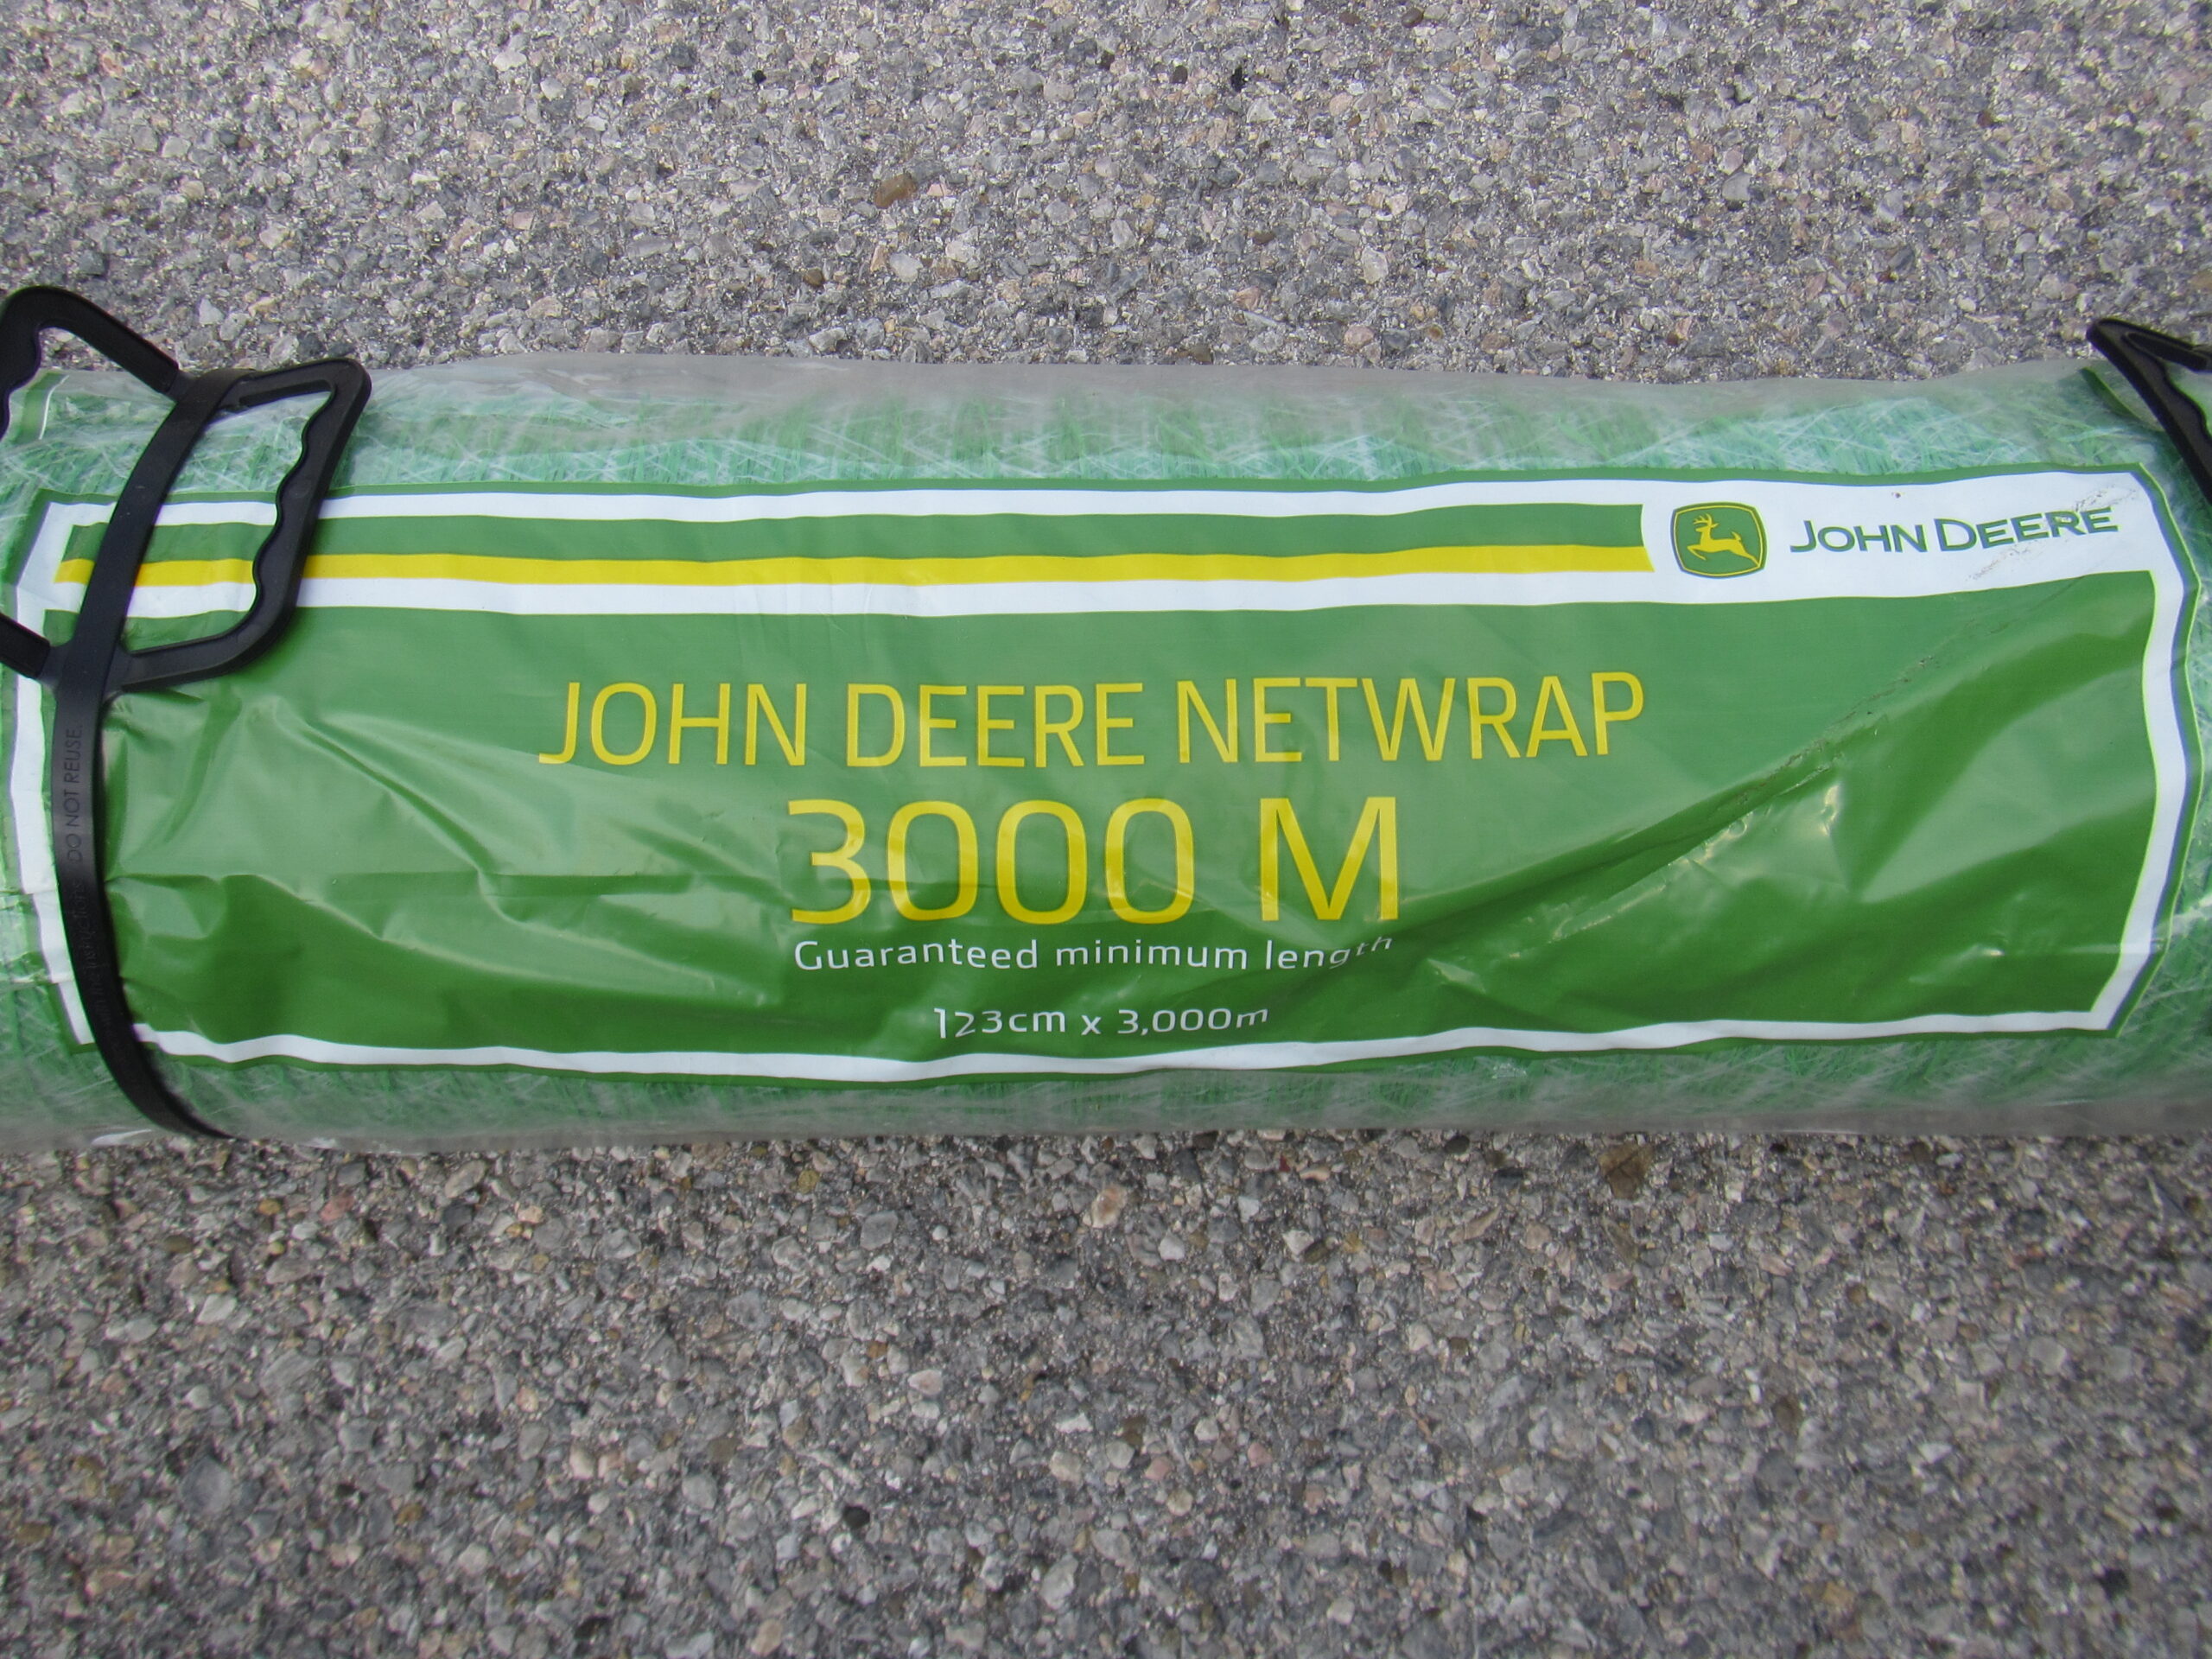 JOHN DEERE
JOHN DEERE NETWRAP
3000 M
Guaranteed minimum length
123cm x 3,000m
DO NOT REUSE.